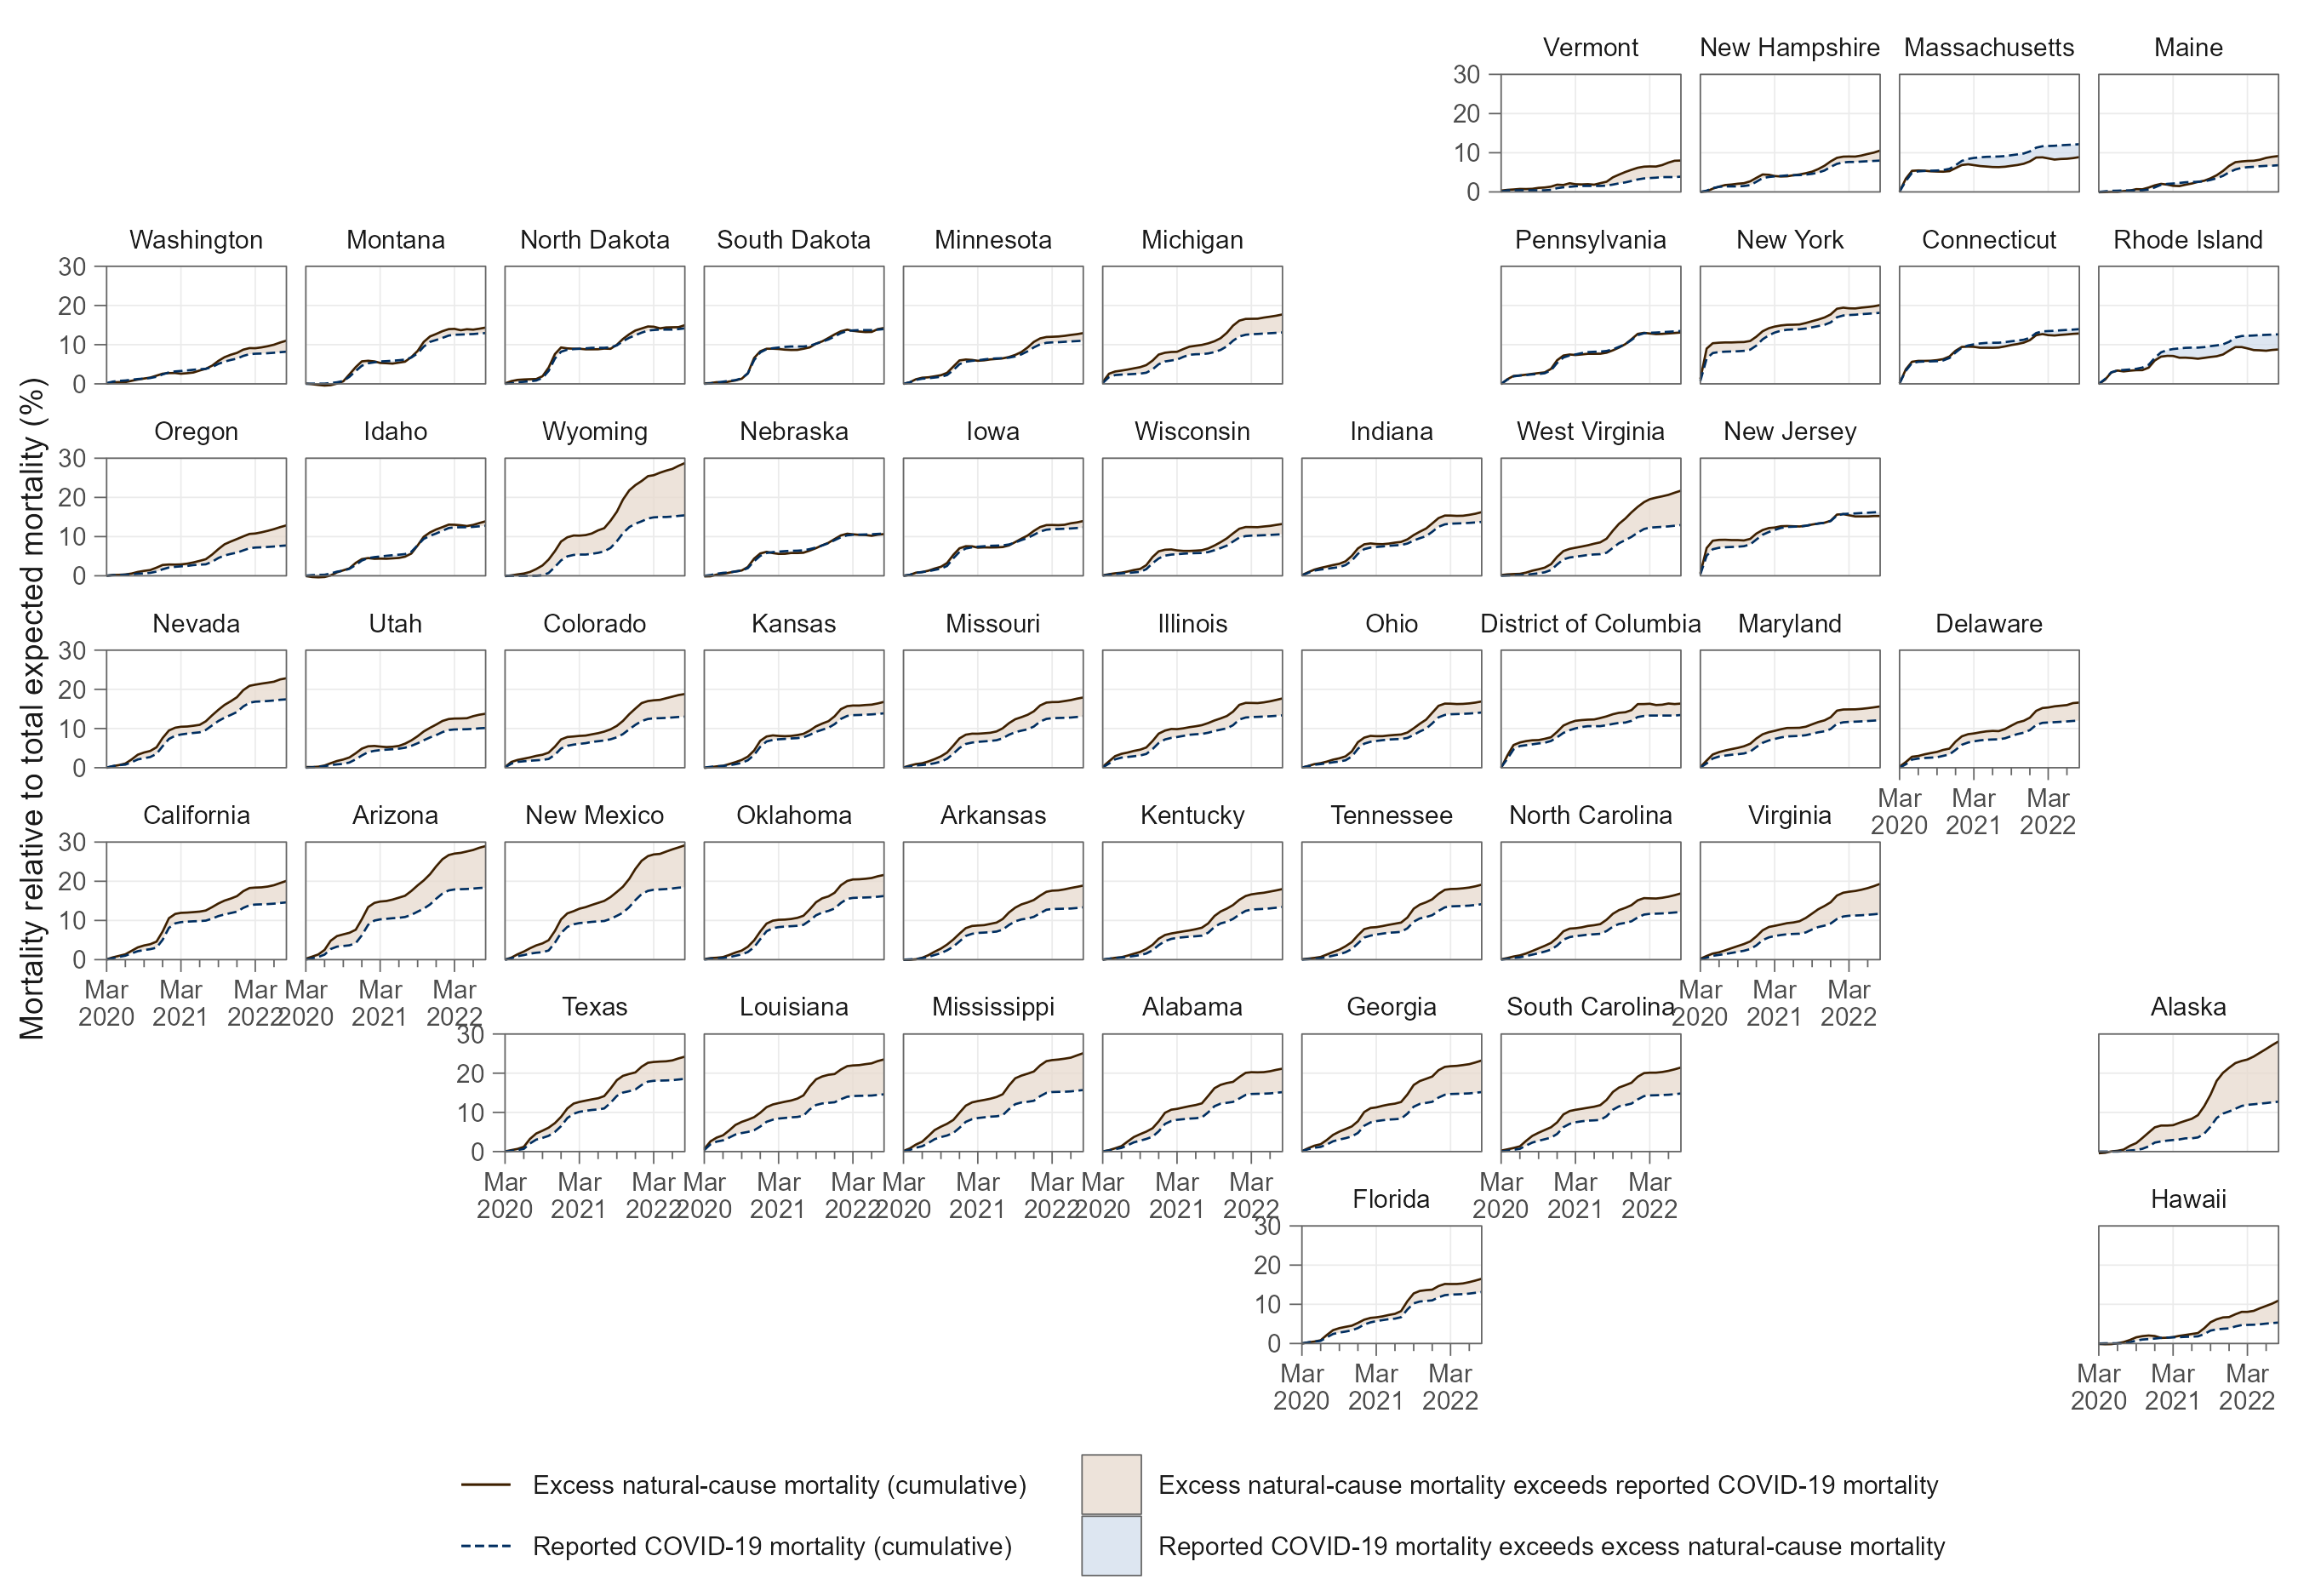 Vermont New Hampshire Massachusetts Maine
30
20
10
0
Washington Montana North Dakota South Dakota Minnesota Michigan Pennsylvania New York Connecticut Rhode Island
30
20
10
0
Oregon Idaho Wyoming Nebraska Iowa Wisconsin Indiana West Virginia New Jersey
30
20
10
0
Nevada Utah Colorado Kansas Missouri Illinois Ohio District of Columbia Maryland Delaware
30
20
10
0
Mar Mar Mar
2020 2021 2022
California Arizona New Mexico Oklahoma Arkansas Kentucky Tennessee North Carolina Virginia
30
20
10
0
Mar Mar Mar Mar Mar Mar Mar Mar Mar
2020 2021 2022 2020 2021 2022 2020 2021 2022
Texas Louisiana Mississippi Alabama Georgia South Carolina Alaska
30
20
10
0
Mar Mar Mar Mar Mar Mar Mar Mar Mar Mar Mar Mar Mar Mar Mar
2020 2021 2022 2020 2021 2022 2020 2021 2022 2020 2021 2022 2020 2021 2022
Florida Hawaii
30
20
10
0
Mar Mar Mar Mar Mar Mar
2020 2021 2022 2020 2021 2022
Mortality relative to total expected mortality (%)
Excess natural-cause mortality (cumulative) Excess natural-cause mortality exceeds reported COVID-19 mortality
Reported COVID-19 mortality (cumulative) Reported COVID-19 mortality exceeds excess natural-cause mortality